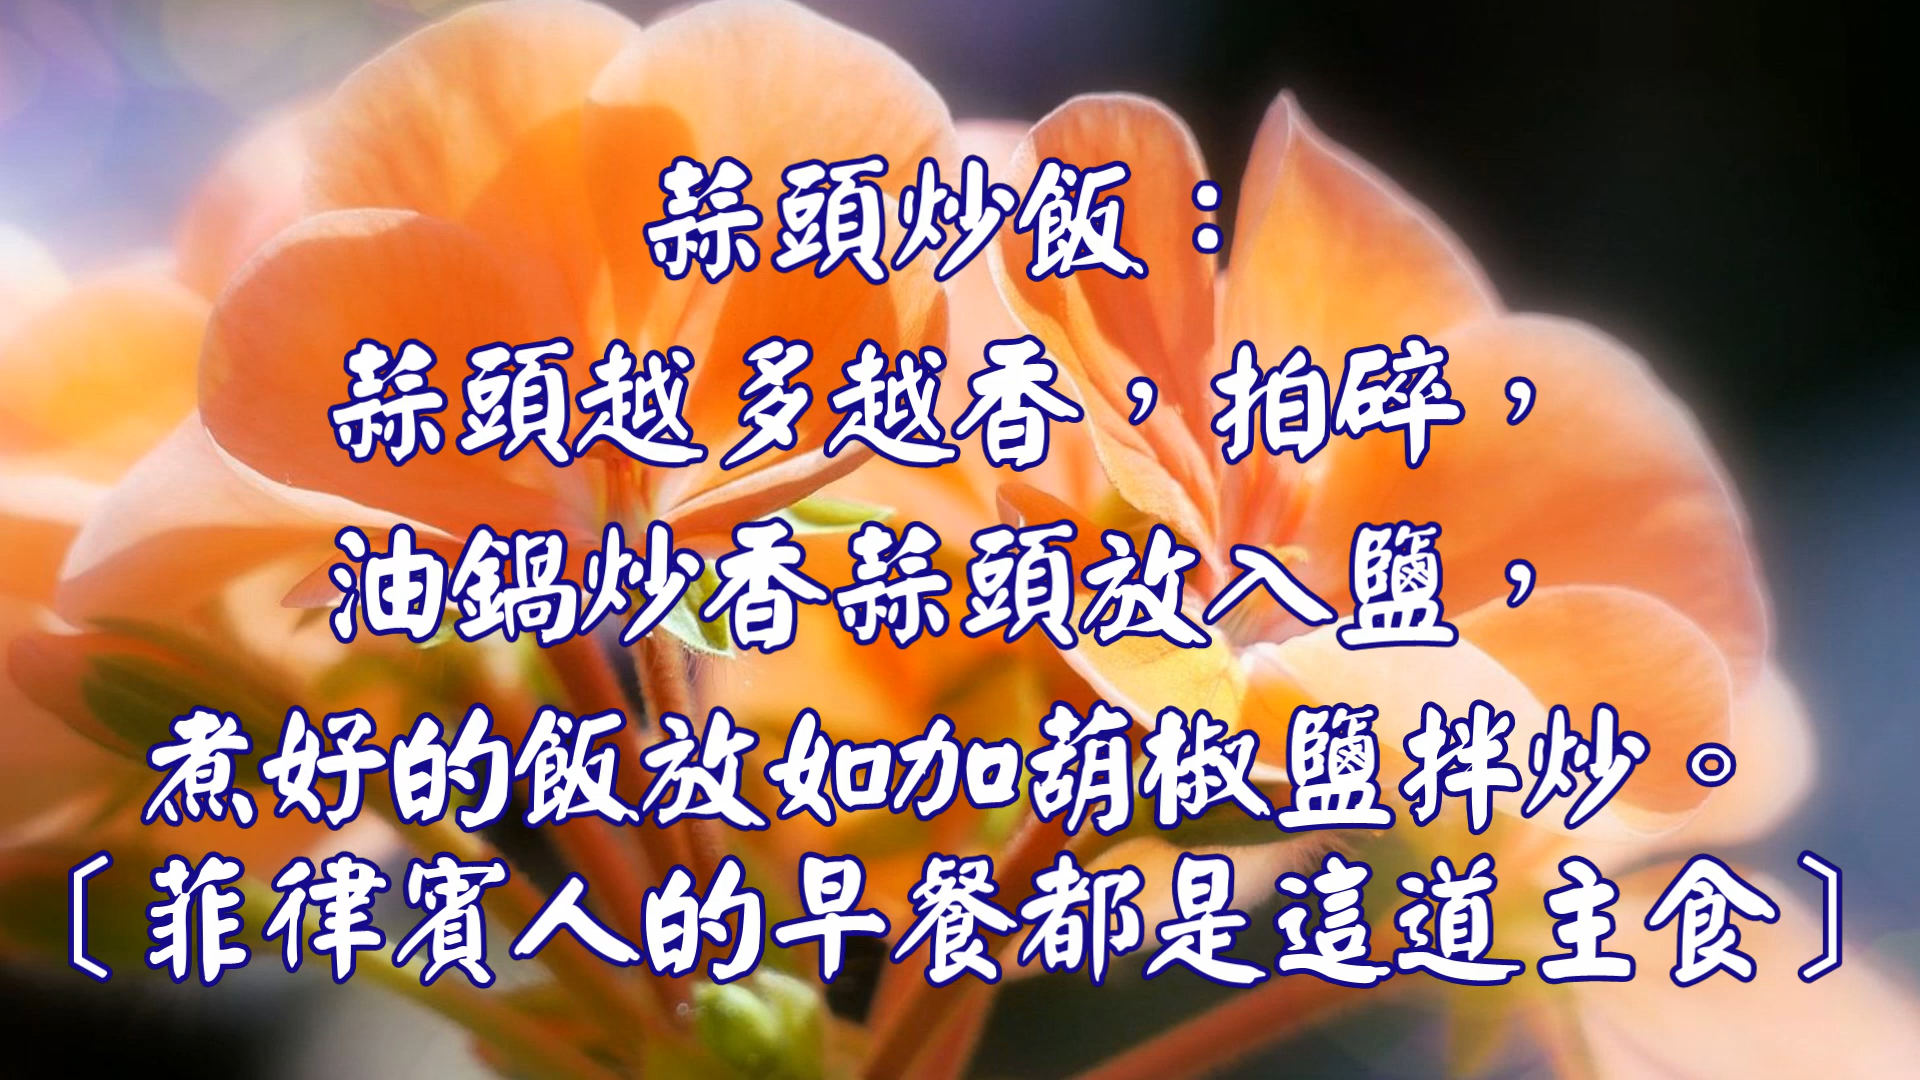 蒜頭炒飯：
蒜頭越多越香，拍碎，
油鍋炒香蒜頭放入鹽，
煮好的飯放如加葫椒鹽拌炒。
〔菲律賓人的早餐都是這道主食〕